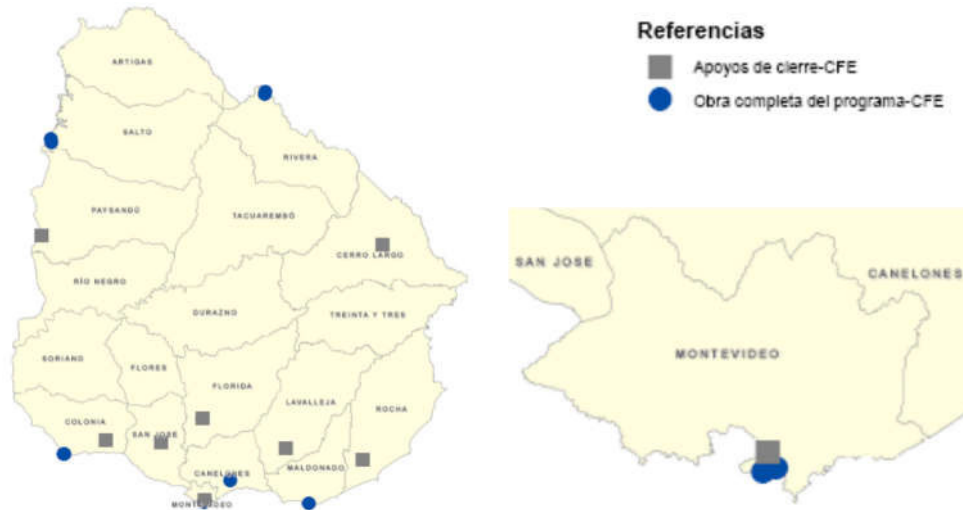 Referencias
Apoyos de cierre-CFE
Obra completa del programa-CFE
ARTIGAS
SALTO
RIVERA
PAYSANDÚ
TACUAREMBÓ
CERRO LARGO
RÍO NEGRO
DURAZNO
TREINTA Y TRES
SORIANO
FLORES
FLORIDA
LAVALLEJA
ROCHA
COLONIA
SAN JOSE
CANELONES
MALDONADO
MONTEVIDEO
SAN JOSE
CANELONES
MONTEVIDEO